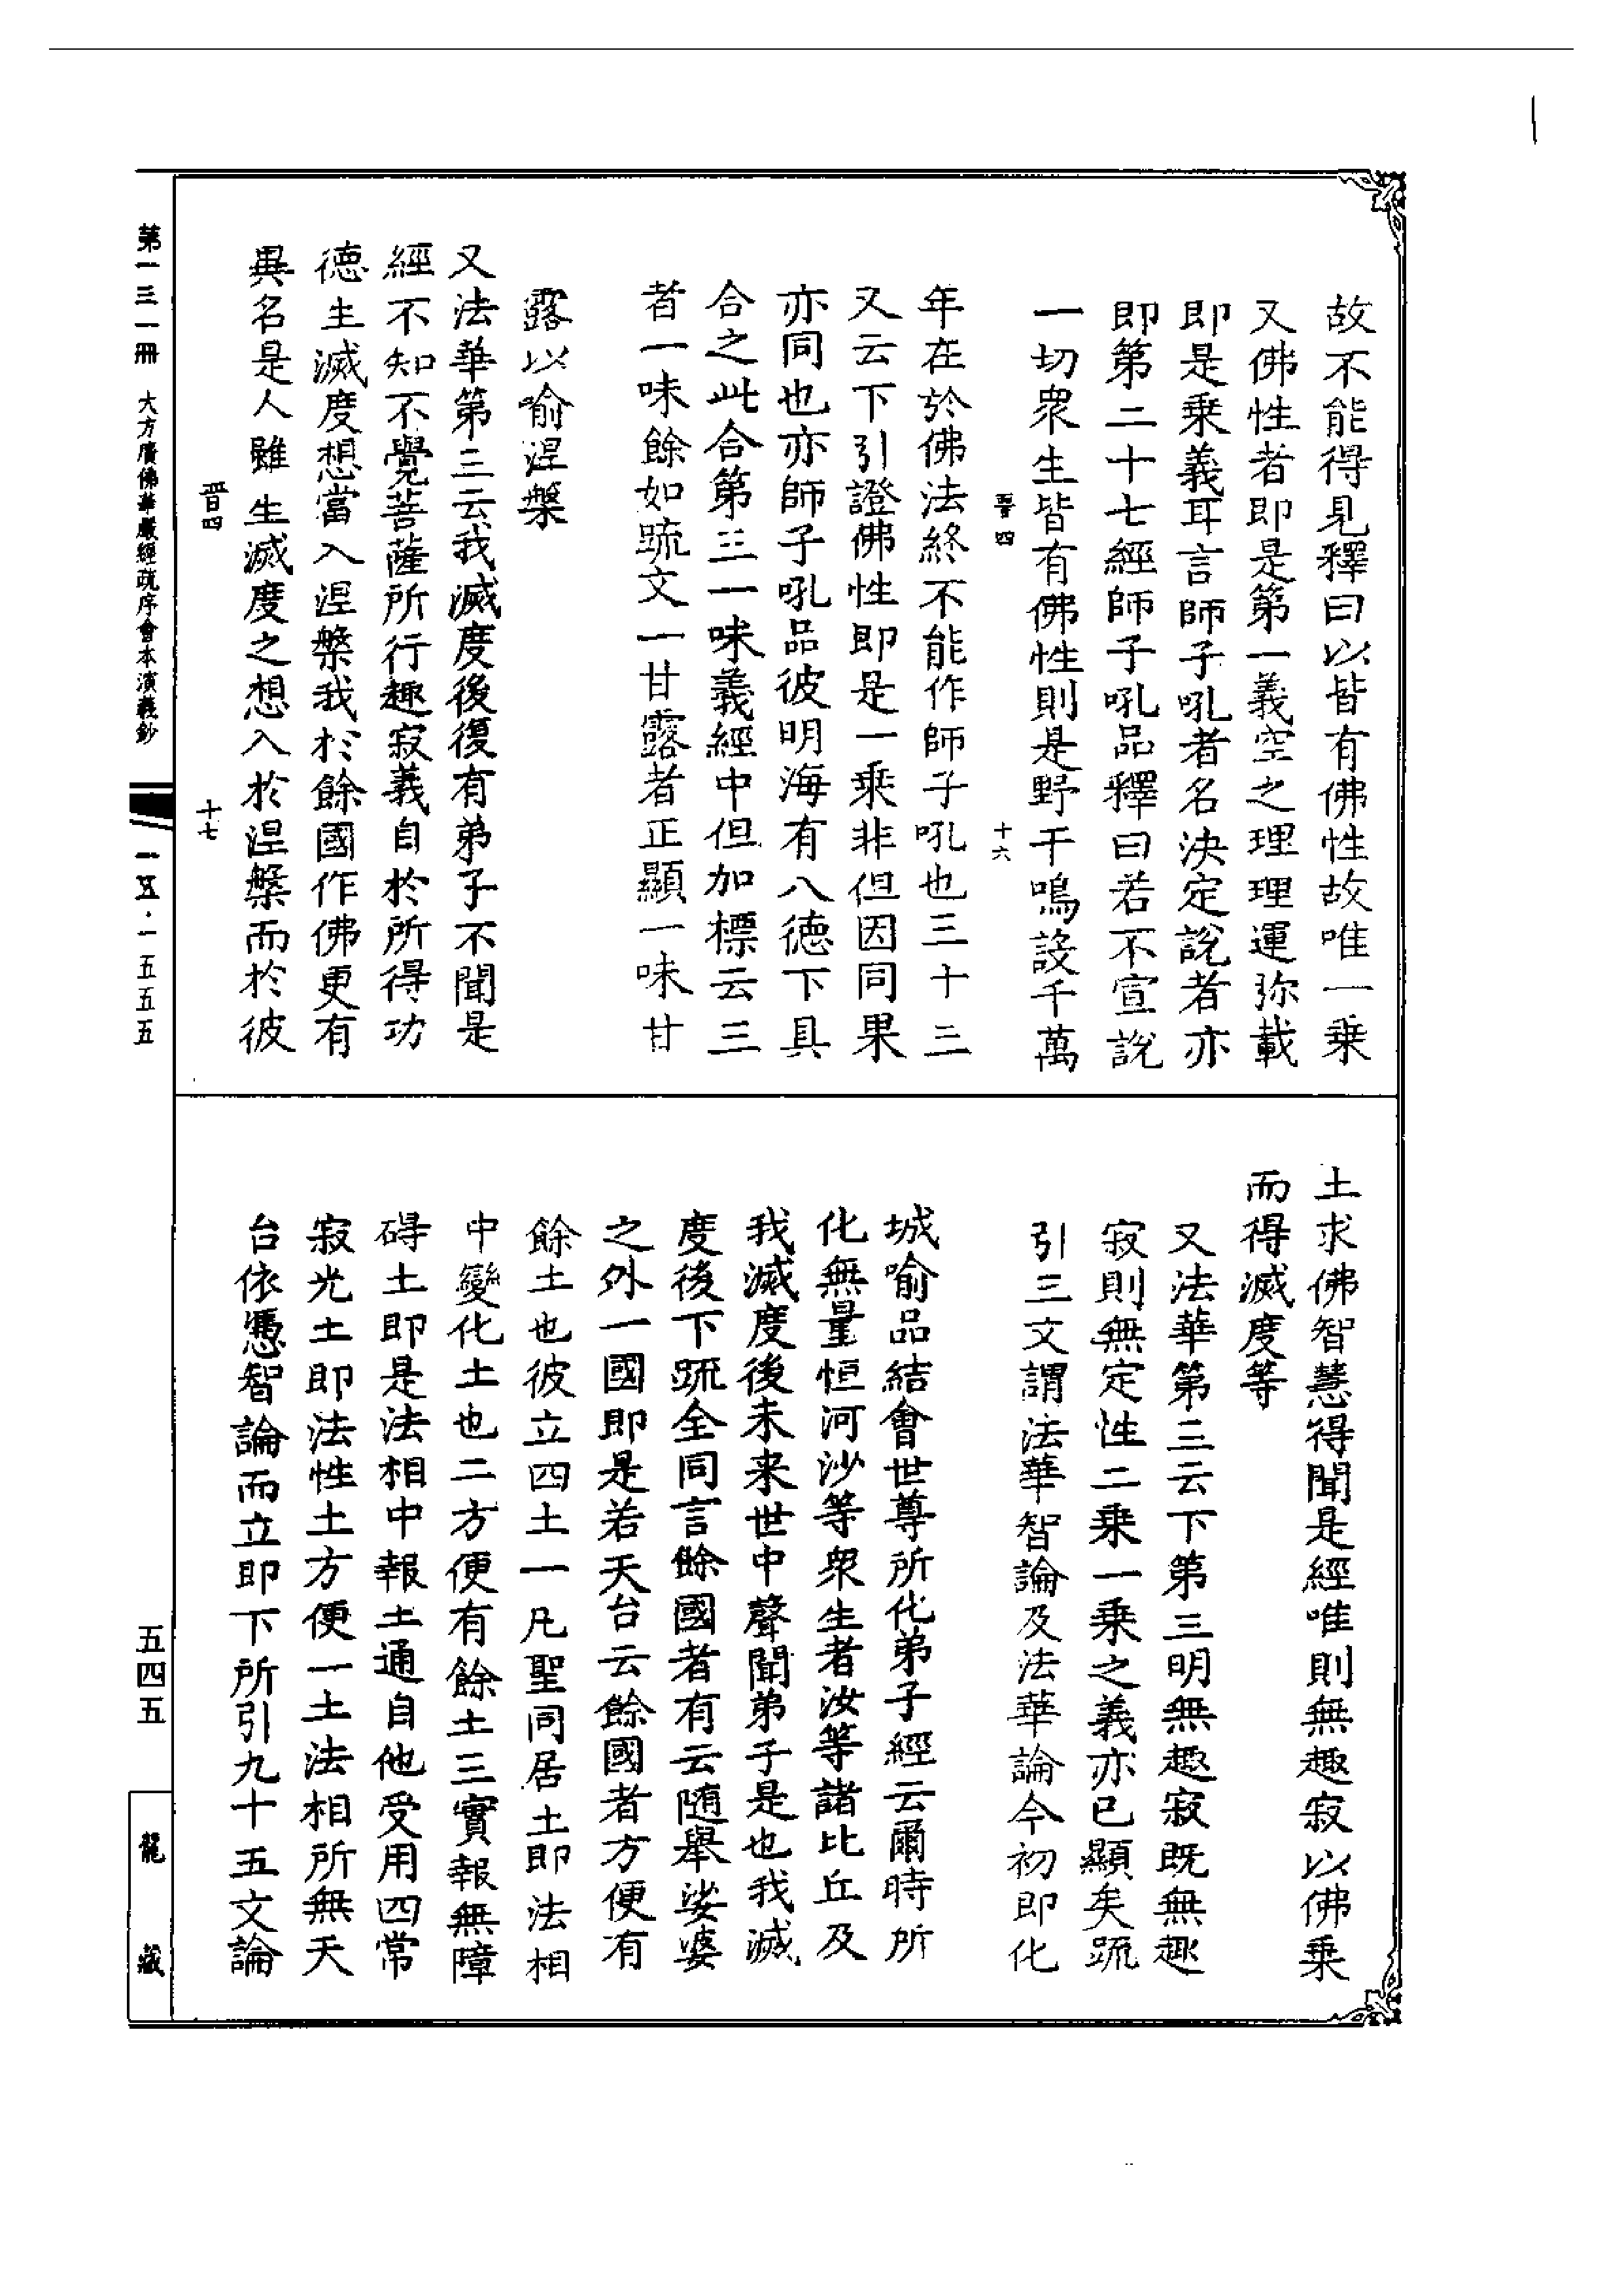 故不能得見釋曰以皆有佛性故唯一乗
又佛性者即是第一義空之理理運弥載
即是乗義耳言師子吼者名決定說者亦
即第二十七經師子吼品釋曰若不宣說
一切衆生皆有佛性則是野干鳴設千萬
晉四 十六
年在於佛法終不能作師子吼也三十三
又云下引證佛性即是一乗非但因同果
亦同也亦師子吼品彼明海有八德下具
合之此合第三一味義經中但加標云三
者一味餘如䟽文一甘露者正顯一味甘
露以喻涅槃
又法華第三云我滅度後復有弟子不聞是
經不知不覺菩薩所行趣寂義自於所得功
德生滅度想當入涅槃我於餘國作佛更有
異名是人雖生滅度之想入於涅槃而於彼
晉四 十七
土求佛智慧得聞是經唯則無趣寂以佛乗
而得滅度等
又法華第三云下第三明無趣寂既無趣
寂則無定性二乗一乗之義亦已顯矣䟽
引三文謂法華智論及法華論今初即化
城喻品結會世尊所化弟子經云爾時所
化無量恒河沙等衆生者汝等諸比丘及
我滅度後未来世中聲聞弟子是也我滅
度後下䟽全同言餘國者有云随舉娑婆
之外一國即是若天台云餘國者方便有
餘土也彼立四土一凡聖同居土即法相
中變化土也二方便有餘土三實報無障
碍土即是法相中報土通自他受用四常
寂光土即法性土方便一土法相所無天
台依憑智論而立即下所引九十五文論
第一三一冊 大方廣佛華嚴經疏序會本演義鈔 一五五·一五五五
五四五
龍藏